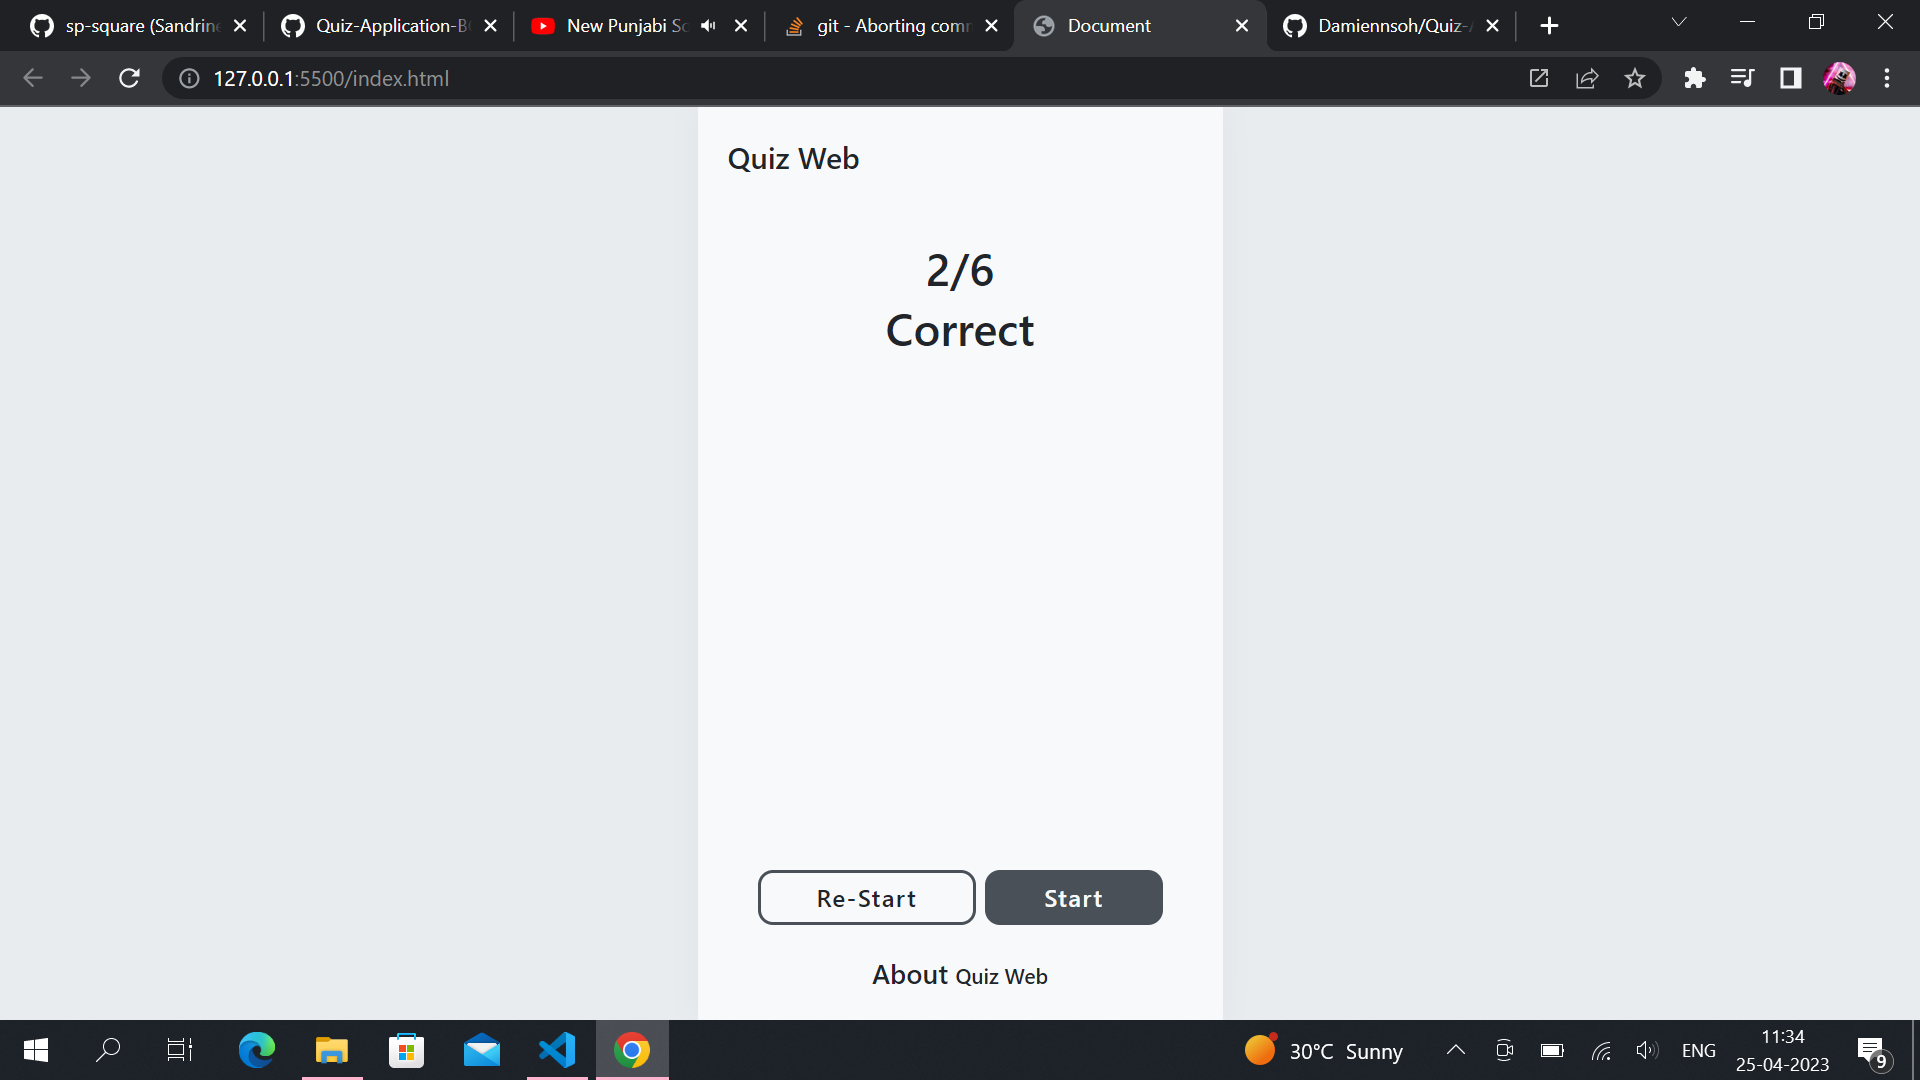 sp-square (Sandrine
Quiz-Application-B
New Punjabi So
git - Aborting com
Document
Damiennsoh/Quiz-
127.0.0.1:5500/index.html
Quiz Web
2/6
Correct
Re-Start
Start
About Quiz Web
30°C Sunny
ENG
11:34
25-04-2023
9